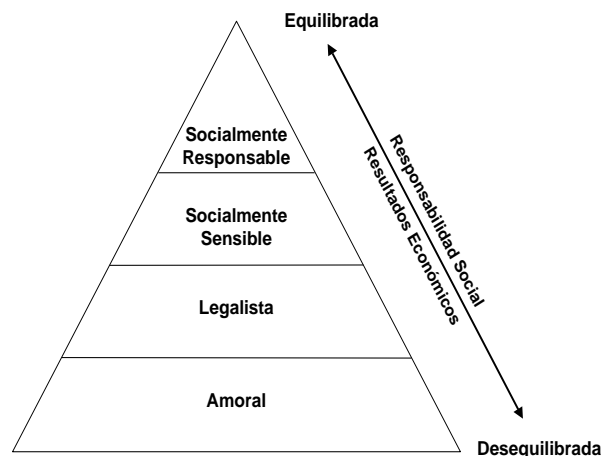 Equilibrada
Socialmente
Responsable
Responsabilidad Social
Resultados Económicos
Socialmente
Sensible
Legalista
Amoral
Desequilibrada